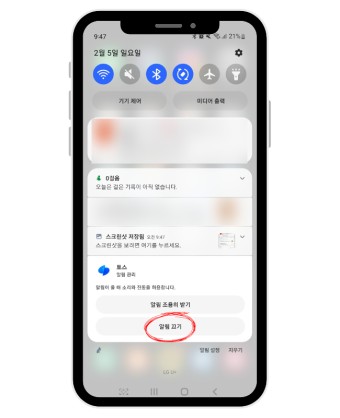 9:47
21%
2월 5일 일요일
기기 제어
미디어 출력
0걸음
오늘은 걸은 기록이 아직 없습니다.
스크린샷 저장됨 오전 9:47
스크린샷을 보려면 여기를 누르세요.
토스
알림 관리
알림이 올 때 소리와 진동을 허용합니다.
알림 조용히 받기
알림 끄기
알림 설정
지우기
LG U+